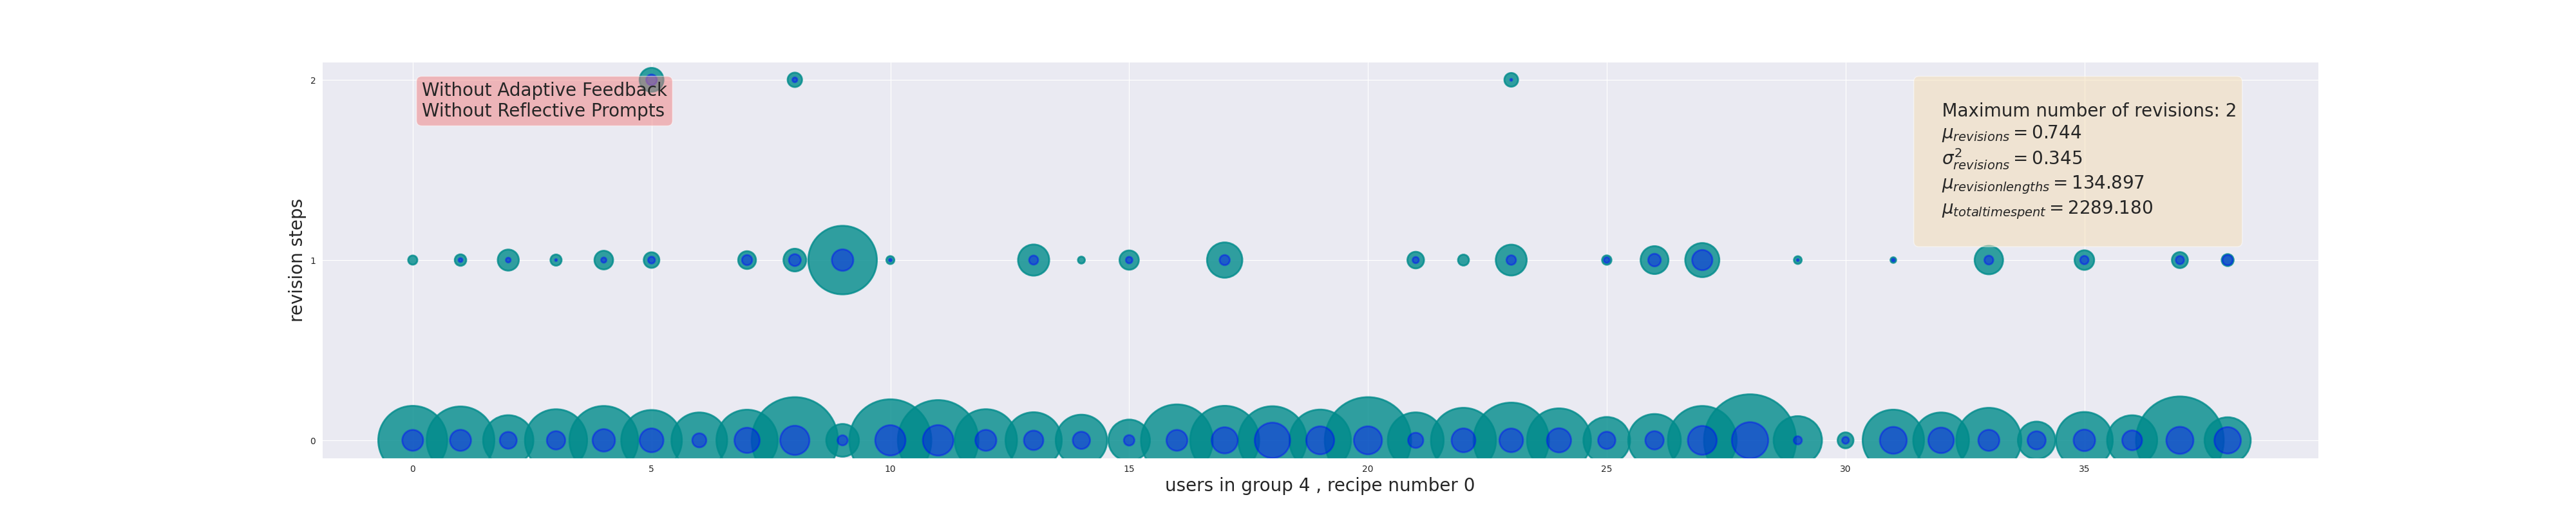 2
Without Adaptive Feedback
Without Reflective Prompts
Maximum number of revisions: 2
μrevisions = 0.744
σ²revisions = 0.345
μrevisionlengths = 134.897
μtotaltimespent = 2289.180
revision steps
1
0
0 5 10 15 20 25 30 35
users in group 4 , recipe number 0